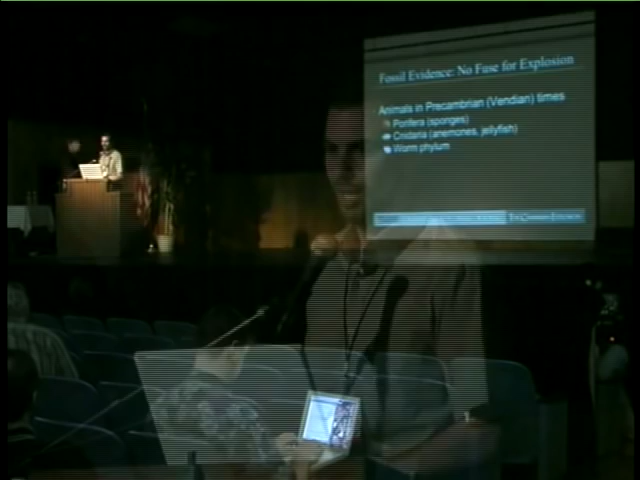 Fossil Evidence: No Fuse for Explosion
Animals in Precambrian (Vendian) times
Porifera (sponges)
Cnidaria (anemones, jellyfish)
Worm phylum